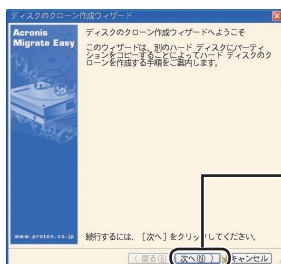 ディスクのクローン作成ウィザード
Acronis
Migrate Easy
ディスクのクローン作成ウィザードへようこそ
このウィザードは、別のハード ディスクにパーティ
ションをコピーすることによってハード ディスクのク
ローンを作成する手順をご案内します。
www.proton.co.jp
続行するには、[次へ] をクリックしてください。
< 戻る(B)
次へ(N) >
キャンセル